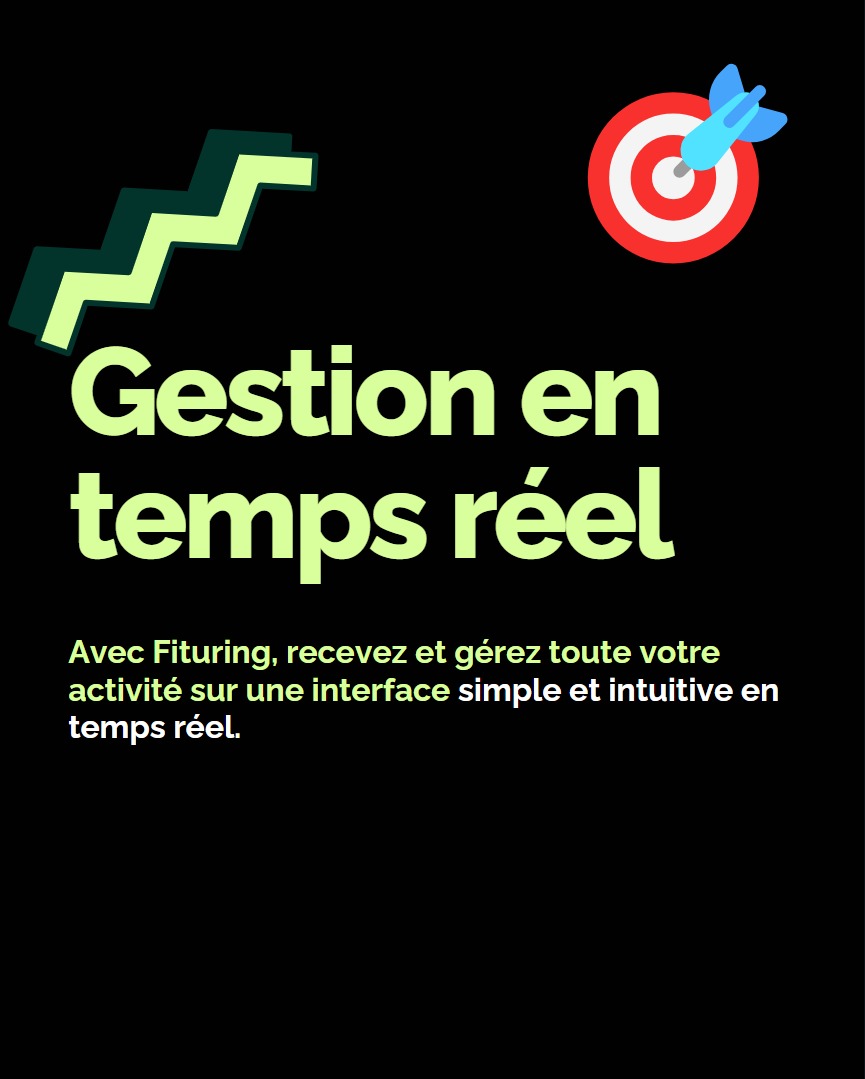 Gestion en
temps réel
Avec Fituring, recevez et gérez toute votre
activité sur une interface simple et intuitive en
temps réel.